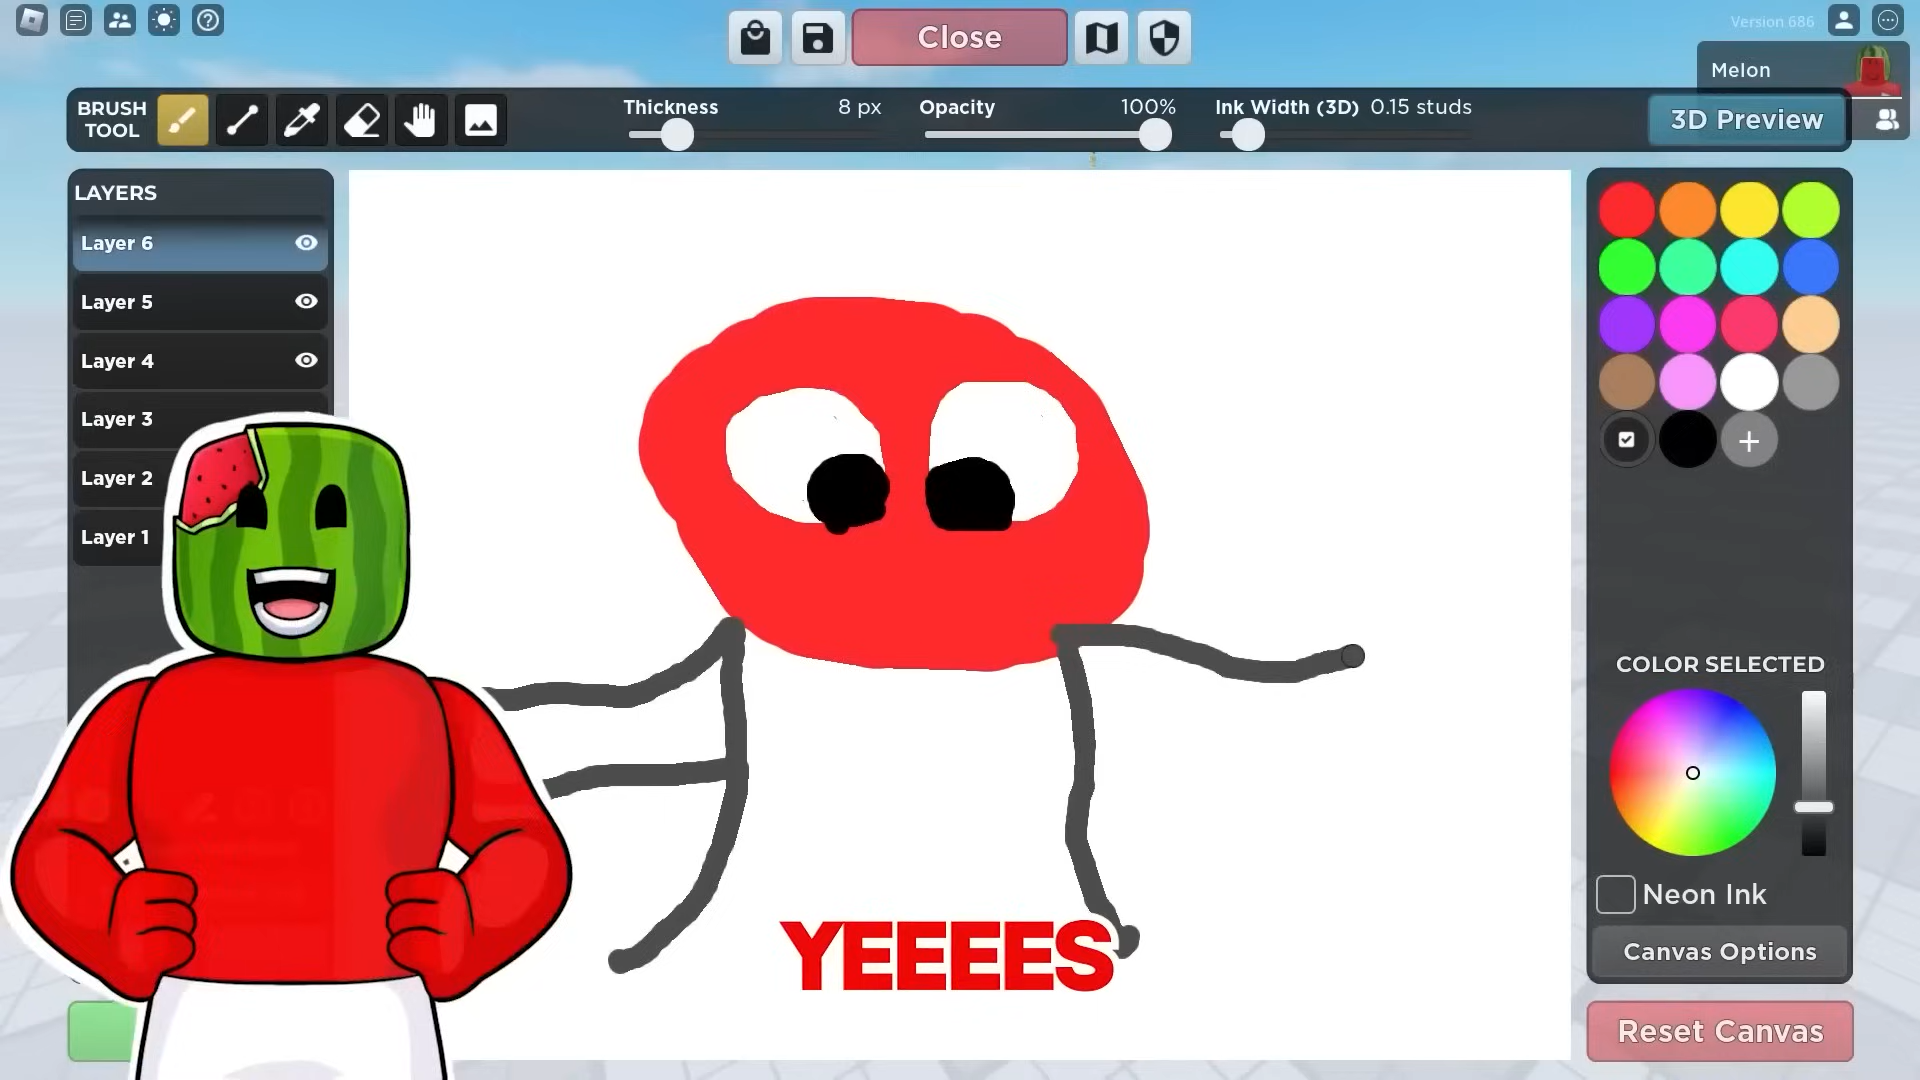 Close
Version 686
Melon
BRUSH TOOL
Thickness 8 px
Opacity 100%
Ink Width (3D) 0.15 studs
3D Preview
LAYERS
Layer 6
Layer 5
Layer 4
Layer 3
Layer 2
Layer 1
COLOR SELECTED
Neon Ink
Canvas Options
YEEEES
Reset Canvas